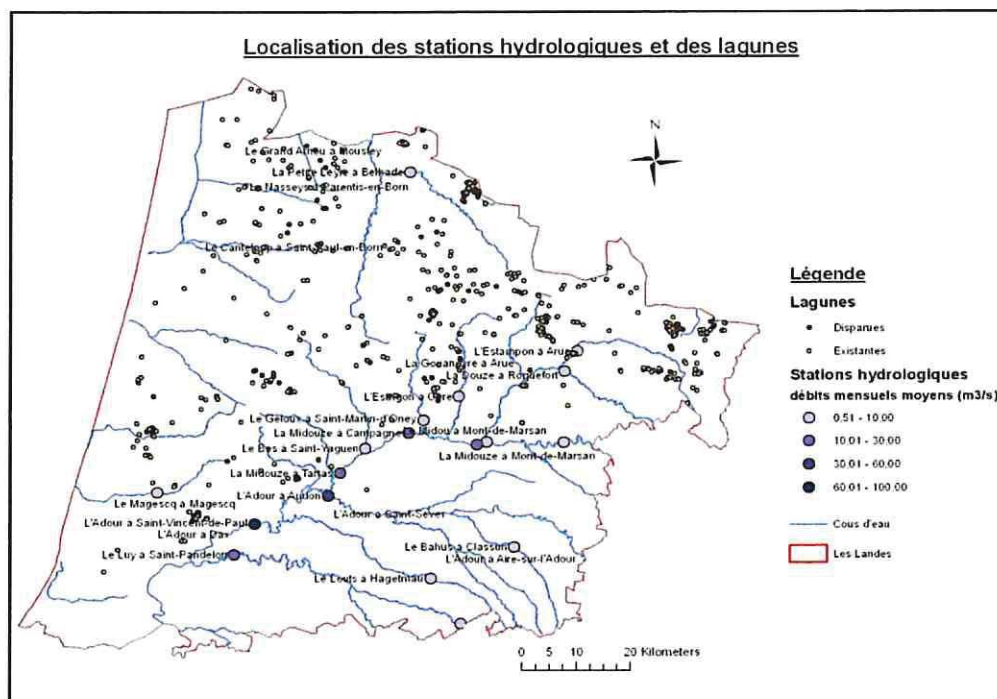 Localisation des stations hydrologiques et des lagunes
N
Le Grand Arrieu à Moustey
La Petite Leyre à Belhade
Le Nasseys à Parentis-en-Born
Le Canteloup à Saint-Paul-en-Born
L'Estampon à Arue
La Gouaneyre à Arue
La Douze à Roquefort
L'Estrigon à Cère
Le Géloux à Saint-Martin-d'Oney
La Midouze à Campagne
Le Midou à Mont-de-Marsan
Le Bes à Saint-Yaguen
La Midouze à Mont-de-Marsan
La Midouze à Tartas
L'Adour à Audon
Le Magescq à Magescq
L'Adour à Saint-Sever
L'Adour à Saint-Vincent-de-Paul
L'Adour à Dax
Le Bahus à Classun
Le Luy à Saint-Pandelon
L'Adour à Aire-sur-l'Adour
Le Louts à Hagetmau
Légende
Lagunes
Disparues
Existantes
Stations hydrologiques
débits mensuels moyens (m3/s)
0.51 - 10.00
10.01 - 30.00
30.01 - 60.00
60.01 - 100.00
Cous d'eau
Les Landes
0 5 10 20 Kilometers